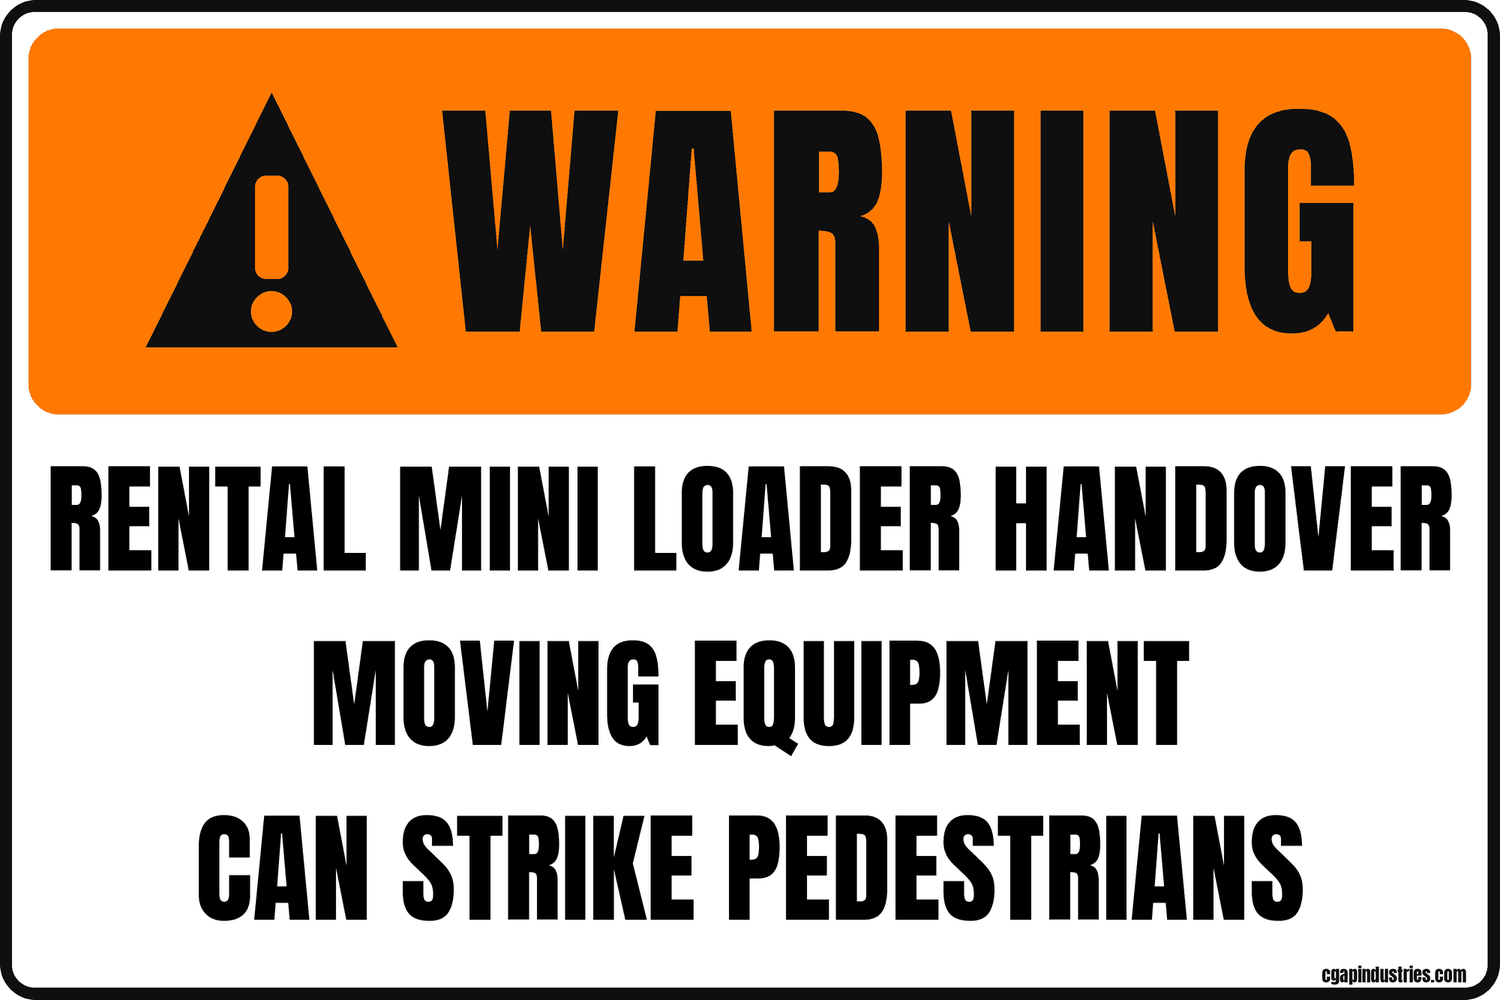 WARNING
RENTAL MINI LOADER HANDOVER
MOVING EQUIPMENT
CAN STRIKE PEDESTRIANS
cgapindustries.com